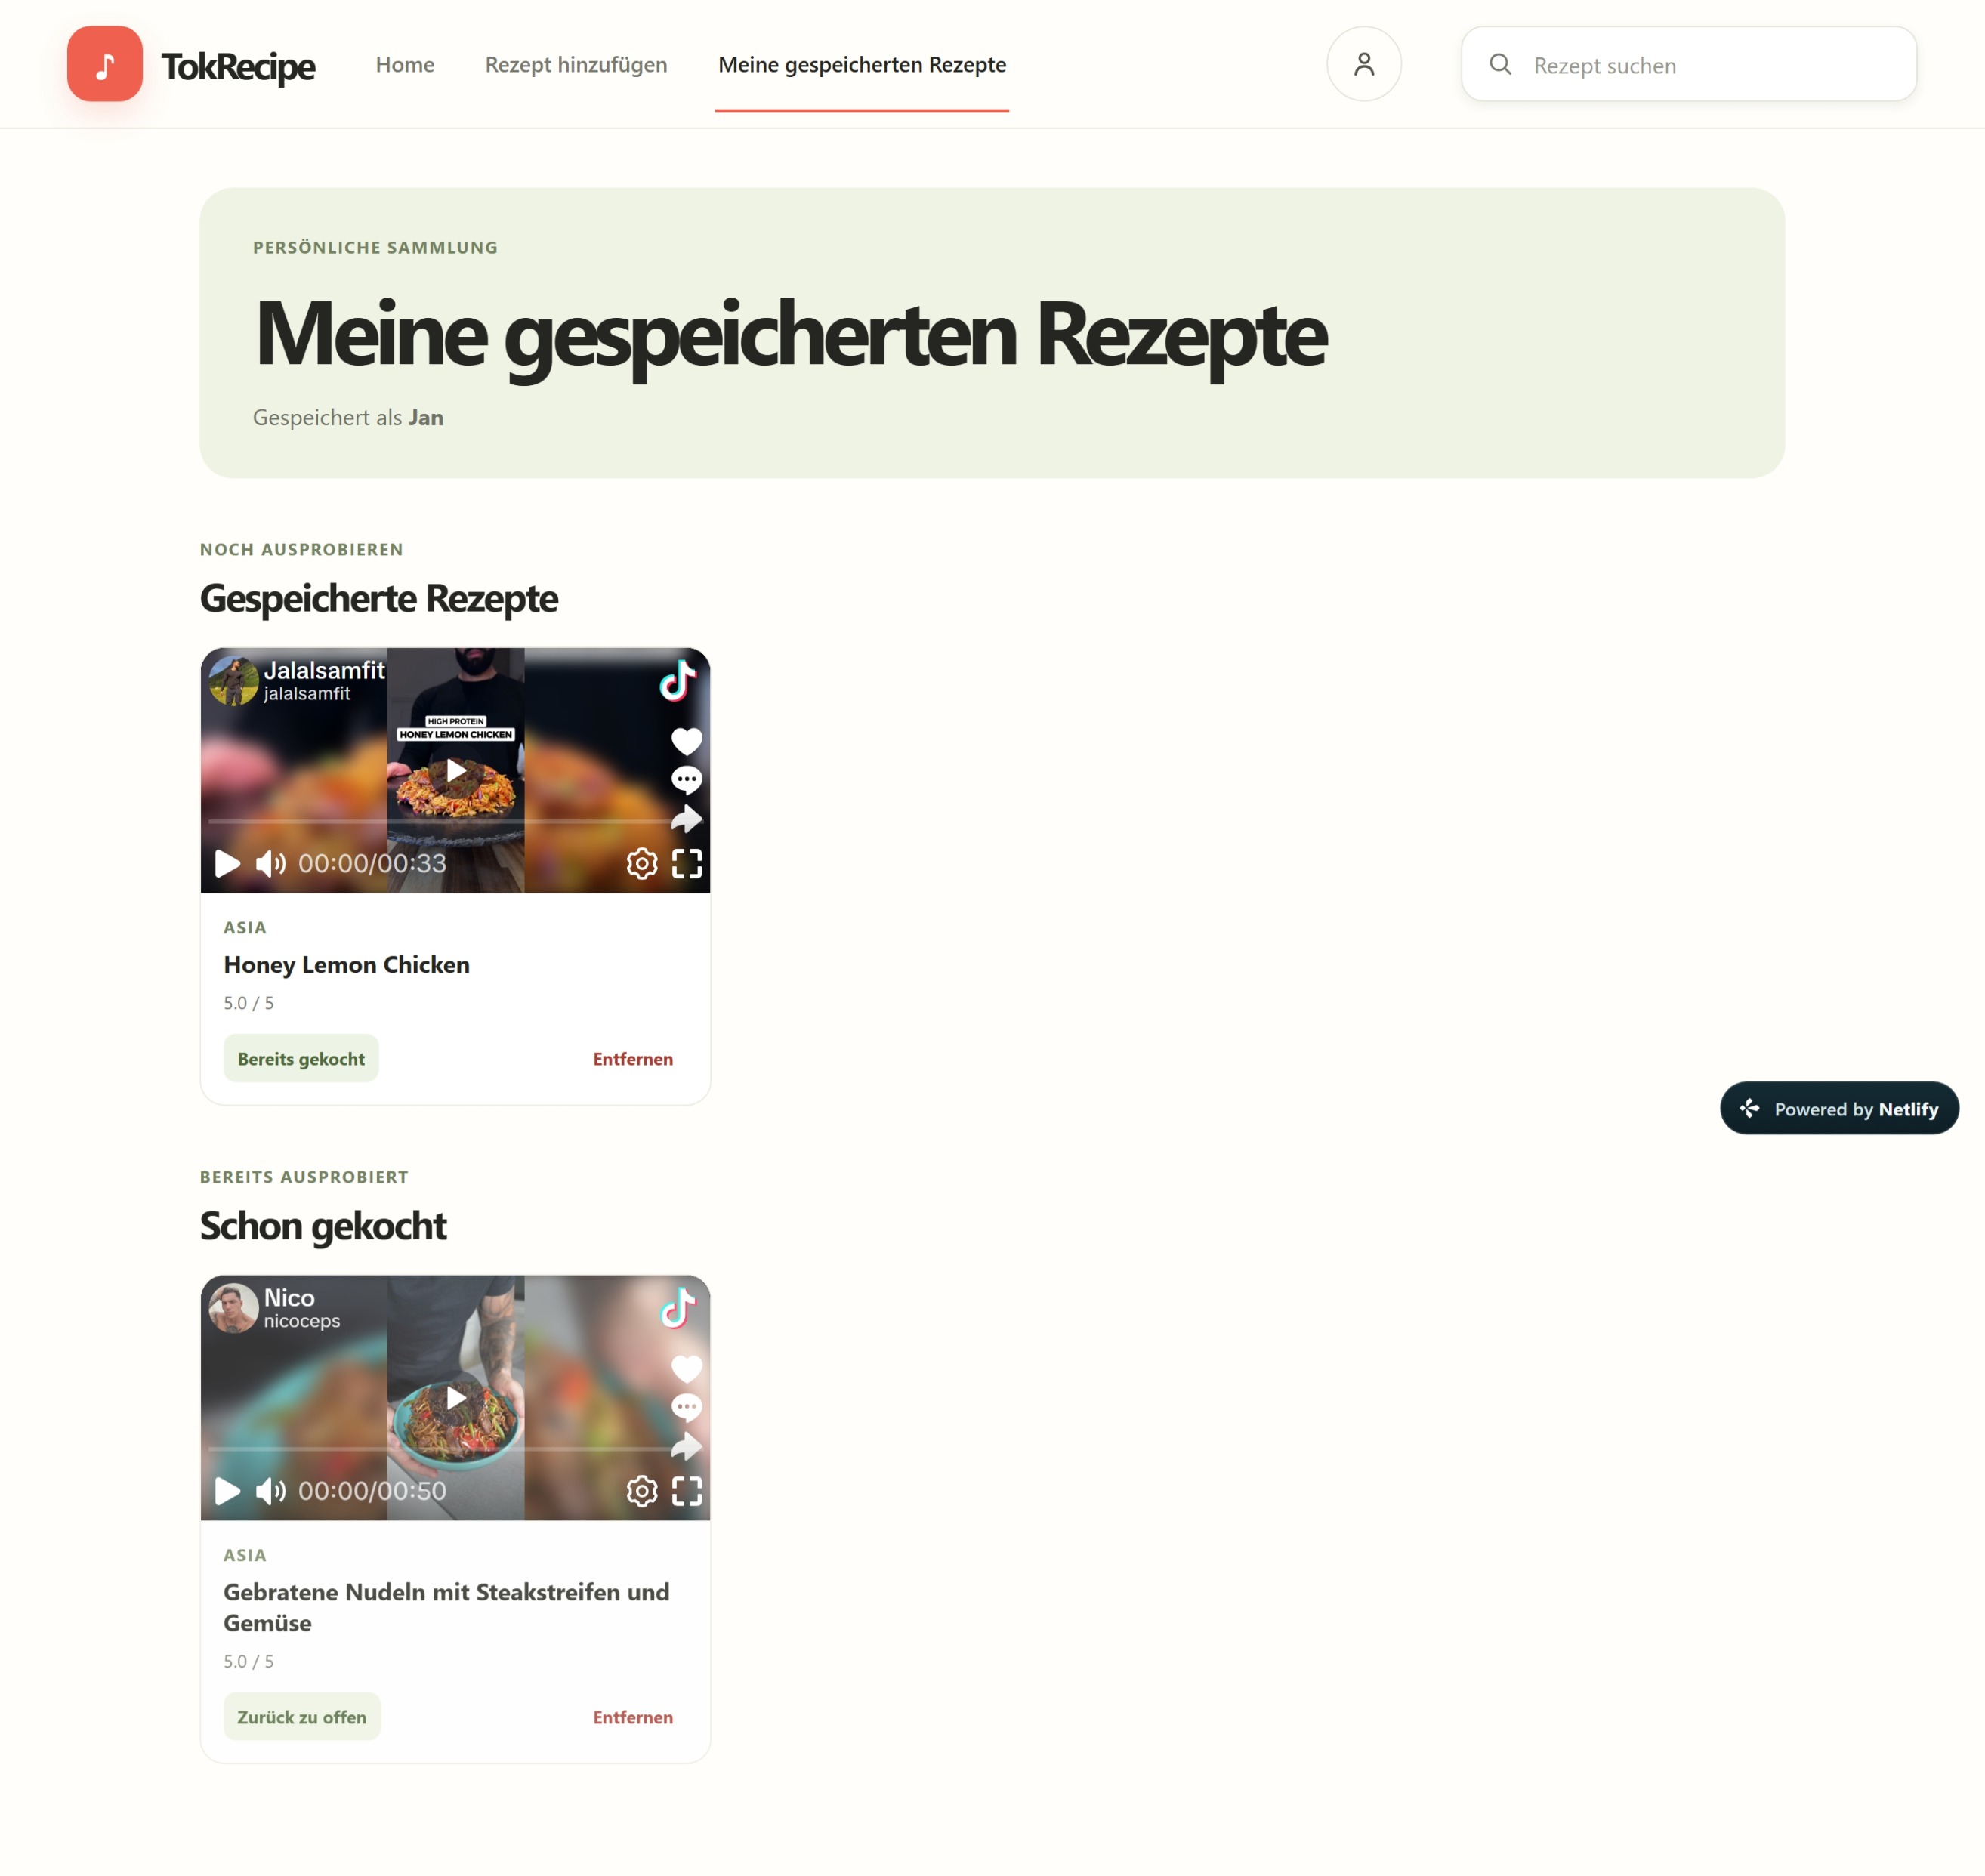 TokRecipe
Home
Rezept hinzufügen
Meine gespeicherten Rezepte
Rezept suchen
PERSÖNLICHE SAMMLUNG
Meine gespeicherten Rezepte
Gespeichert als Jan
NOCH AUSPROBIEREN
Gespeicherte Rezepte
Jalalsamfit
jalalsamfit
HIGH PROTEIN
HONEY LEMON CHICKEN
00:00/00:33
ASIA
Honey Lemon Chicken
5.0 / 5
Bereits gekocht
Entfernen
Powered by Netlify
BEREITS AUSPROBIERT
Schon gekocht
Nico
nicoceps
00:00/00:50
ASIA
Gebratene Nudeln mit Steakstreifen und
Gemüse
5.0 / 5
Zurück zu offen
Entfernen